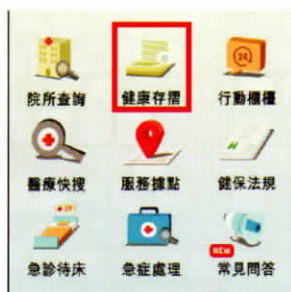 院所查詢
健康存摺
24
行動櫃檯
醫療快搜
服務據點
健保法規
急診待床
急症處理
NEW
常見問答